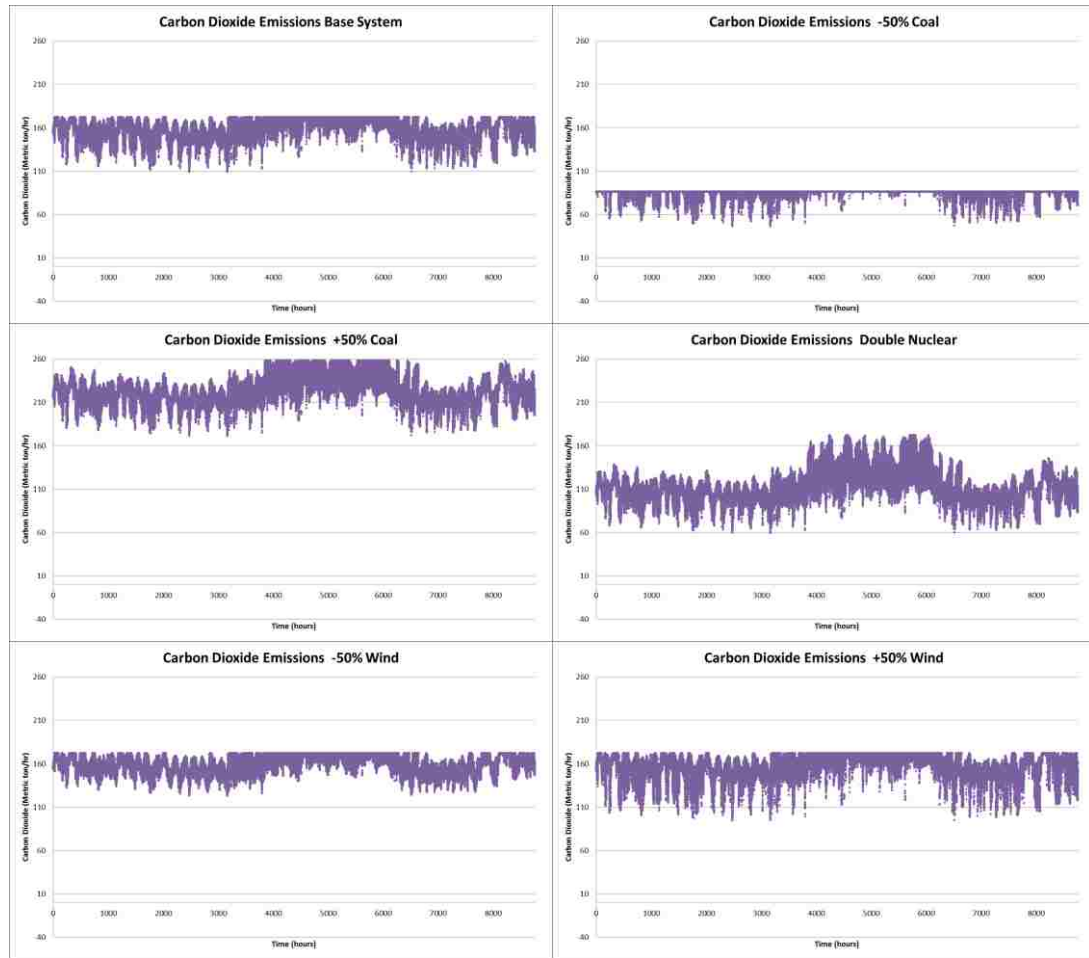 Carbon Dioxide Emissions Base System
Carbon Dioxide (Metric ton/hr)
260
210
160
110
60
10
-40
0 1000 2000 3000 4000 5000 6000 7000 8000
Time (hours)
Carbon Dioxide Emissions -50% Coal
Carbon Dioxide (Metric ton/hr)
260
210
160
110
60
10
-40
0 1000 2000 3000 4000 5000 6000 7000 8000
Time (hours)
Carbon Dioxide Emissions +50% Coal
Carbon Dioxide (Metric ton/hr)
260
210
160
110
60
10
-40
0 1000 2000 3000 4000 5000 6000 7000 8000
Time (hours)
Carbon Dioxide Emissions Double Nuclear
Carbon Dioxide (Metric ton/hr)
260
210
160
110
60
10
-40
0 1000 2000 3000 4000 5000 6000 7000 8000
Time (hours)
Carbon Dioxide Emissions -50% Wind
Carbon Dioxide (Metric ton/hr)
260
210
160
110
60
10
-40
0 1000 2000 3000 4000 5000 6000 7000 8000
Time (hours)
Carbon Dioxide Emissions +50% Wind
Carbon Dioxide (Metric ton/hr)
260
210
160
110
60
10
-40
0 1000 2000 3000 4000 5000 6000 7000 8000
Time (hours)